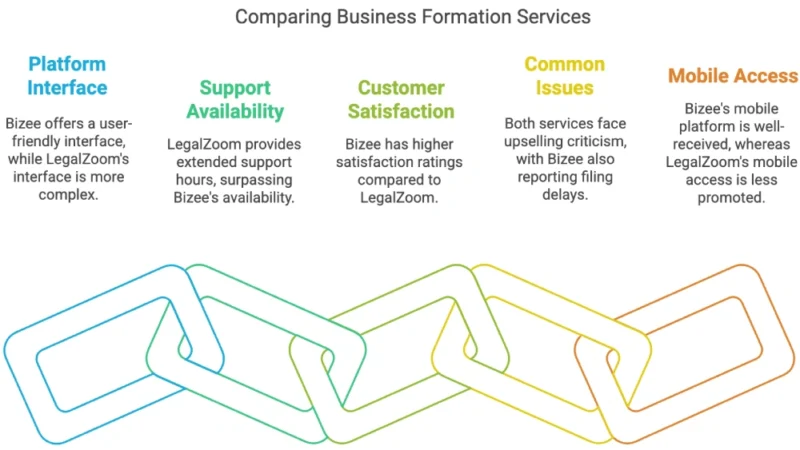 Comparing Business Formation Services
Platform
Interface
Bizee offers a user-
friendly interface,
while LegalZoom's
interface is more
complex.
Support
Availability
LegalZoom provides
extended support
hours, surpassing
Bizee's availability.
Customer
Satisfaction
Bizee has higher
satisfaction ratings
compared to
LegalZoom.
Common
Issues
Both services face
upselling criticism,
with Bizee also
reporting filing
delays.
Mobile Access
Bizee's mobile
platform is well-
received, whereas
LegalZoom's mobile
access is less
promoted.